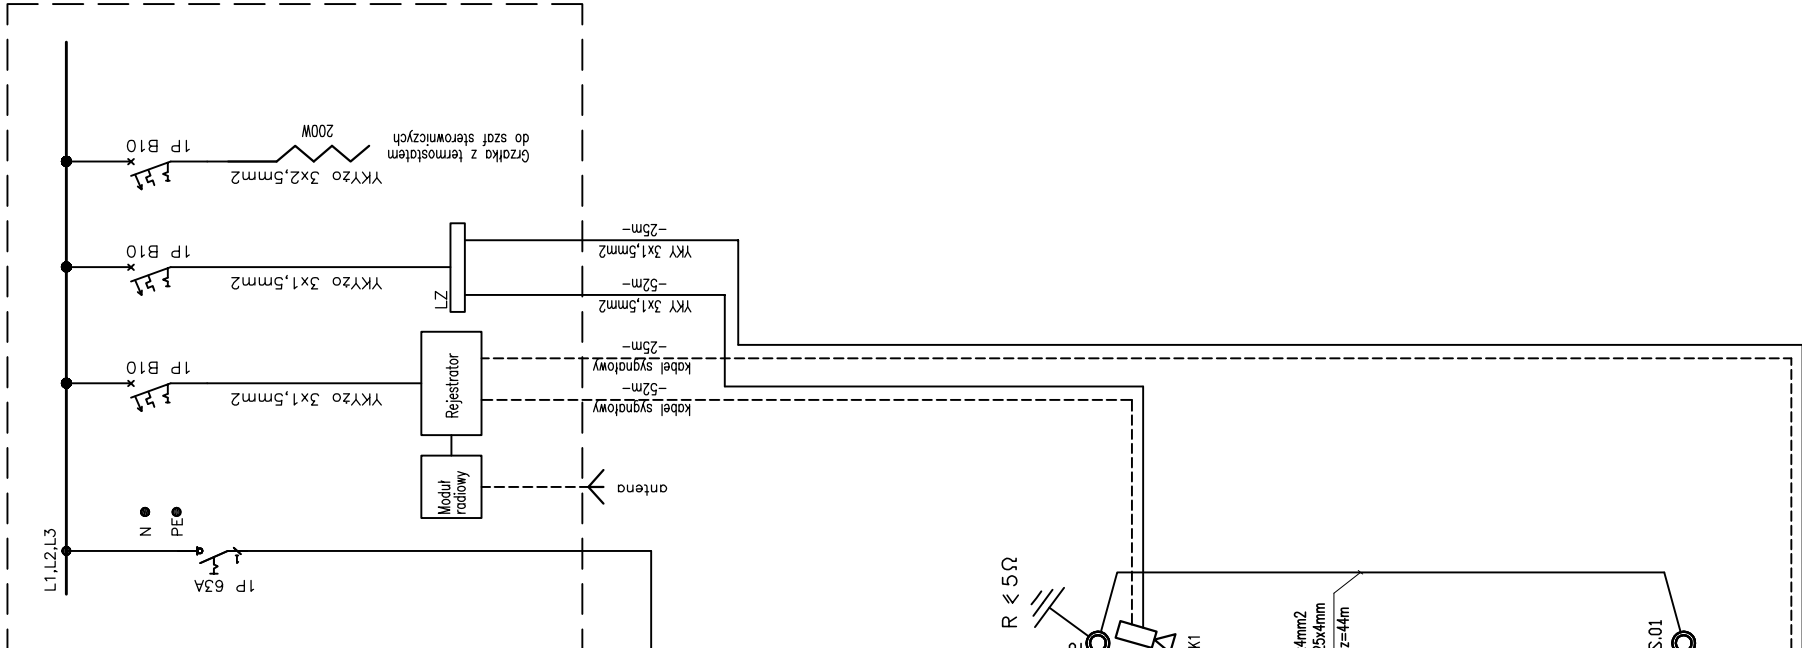 200W
1P B10
Grzałka z termostatem
do szaf sterowniczych
YKYżo 3x2,5mm2
1P B10
YKYżo 3x1,5mm2
LZ
-25m-
YKY 3x1,5mm2
-52m-
YKY 3x1,5mm2
1P B10
YKYżo 3x1,5mm2
Rejestrator
-25m-
kabel sygnałowy
-52m-
kabel sygnałowy
Moduł
radiowy
antena
N
PE
L1,L2,L3
1P 63A
R ≤ 5Ω
K1
4mm2
25x4mm
z=44m
S.01